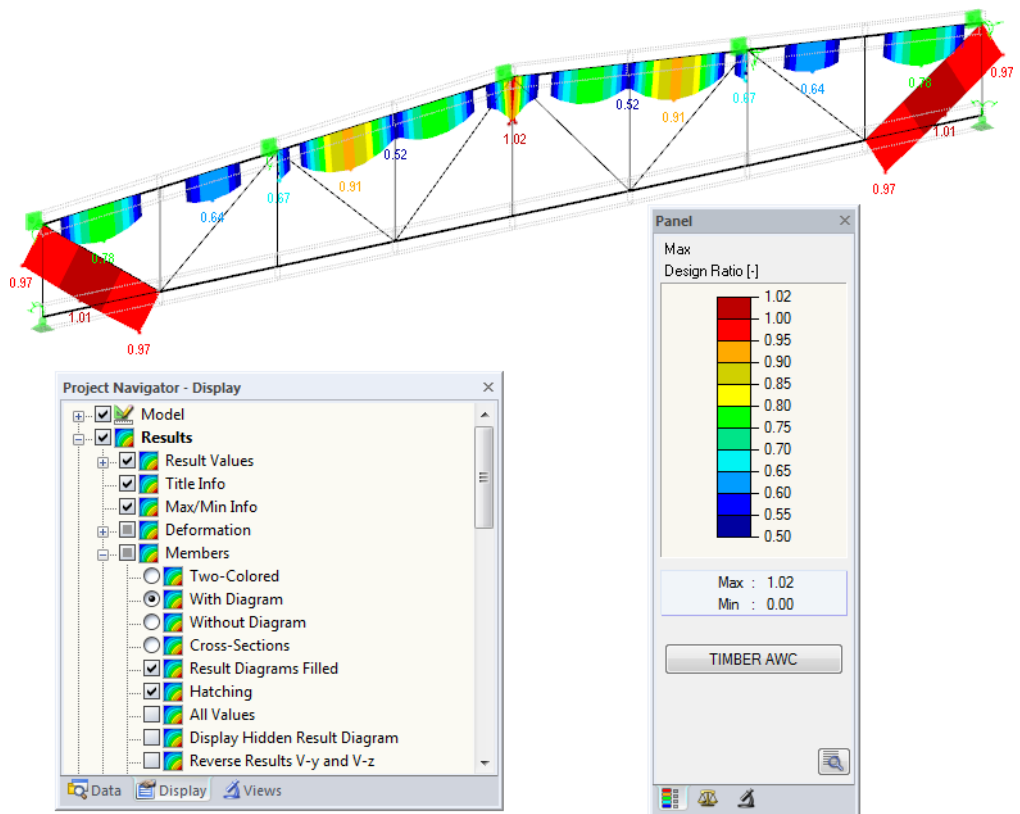 0.97
0.78
0.64
0.67
0.91
0.52
1.02
0.52
0.91
0.67
0.64
0.78
0.97
1.01
0.97
1.01
0.97
Panel
Max
Design Ratio [-]
1.02
1.00
0.95
0.90
0.85
0.80
0.75
0.70
0.65
0.60
0.55
0.50
Max : 1.02
Min : 0.00
TIMBER AWC
Project Navigator - Display
Model
Results
Result Values
Title Info
Max/Min Info
Deformation
Members
Two-Colored
With Diagram
Without Diagram
Cross-Sections
Result Diagrams Filled
Hatching
All Values
Display Hidden Result Diagram
Reverse Results V-y and V-z
Data Display Views